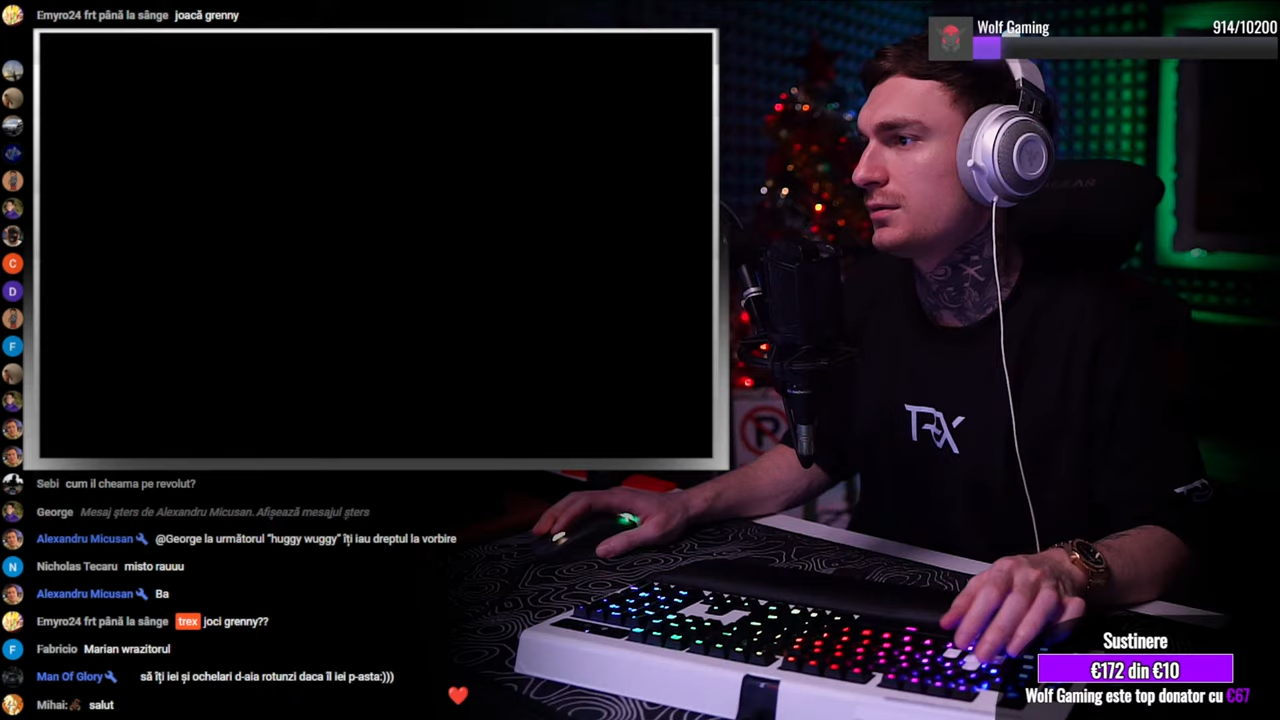 Emyro24 frt până la sânge joacă grenny
Wolf Gaming 914/10200
C
D
F
TREX
Sebi cum il cheama pe revolut?
George Mesaj șters de Alexandru Micusan. Afișează mesajul șters
Alexandru Micusan @George la următorul "huggy wuggy" îți iau dreptul la vorbire
N Nicholas Tecaru misto rauuu
Alexandru Micusan Ba
Emyro24 frt până la sânge trex joci grenny??
F Fabricio Marian wrazitorul
Man Of Glory să îți iei și ochelari d-aia rotunzi daca îl iei p-asta:)))
Mihai: salut
Sustinere
€172 din €10
Wolf Gaming este top donator cu €67